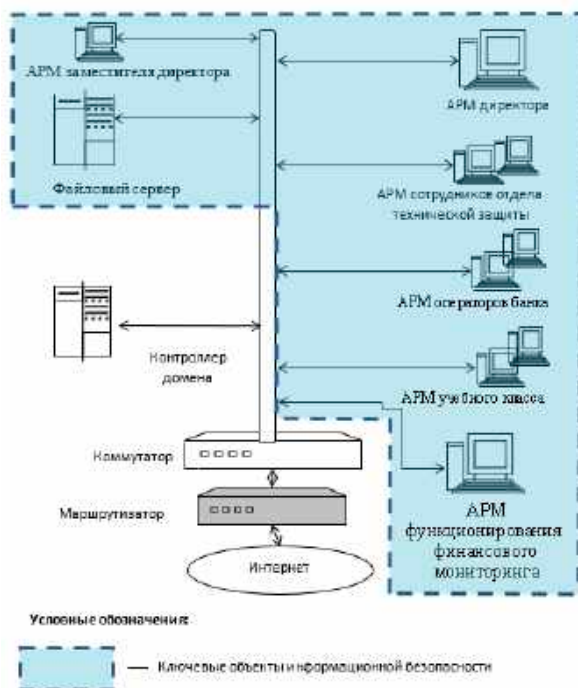 АРМ заместителя директора
Файловый сервер
АРМ директора
АРМ сотрудников отдела
технической защиты
АРМ операторов банка
АРМ учебного класса
АРМ
функционирования
финансового
мониторинга
Контроллер
домена
Коммутатор
Маршрутизатор
Интернет
Условные обозначения:
— Ключевые объекты информационной безопасности